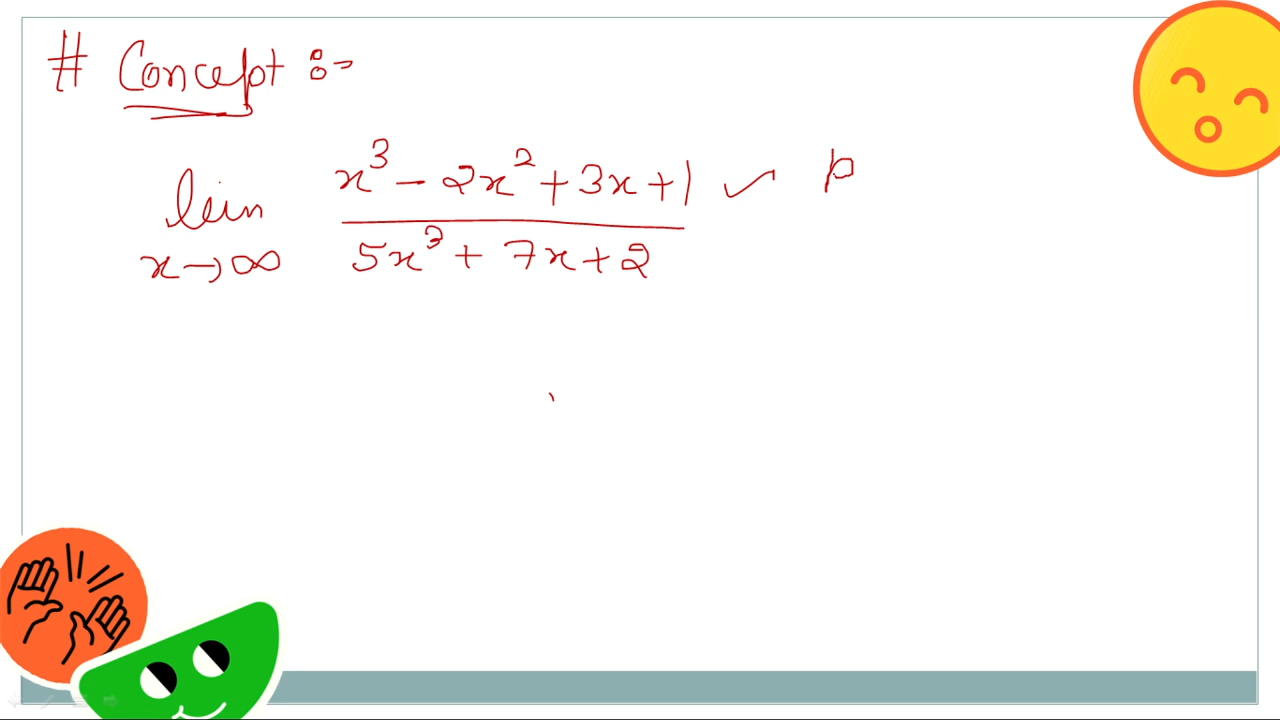 # Concept :-
lim x→∞ (x³ - 2x² + 3x + 1) / (5x³ + 7x + 2) ✓ p